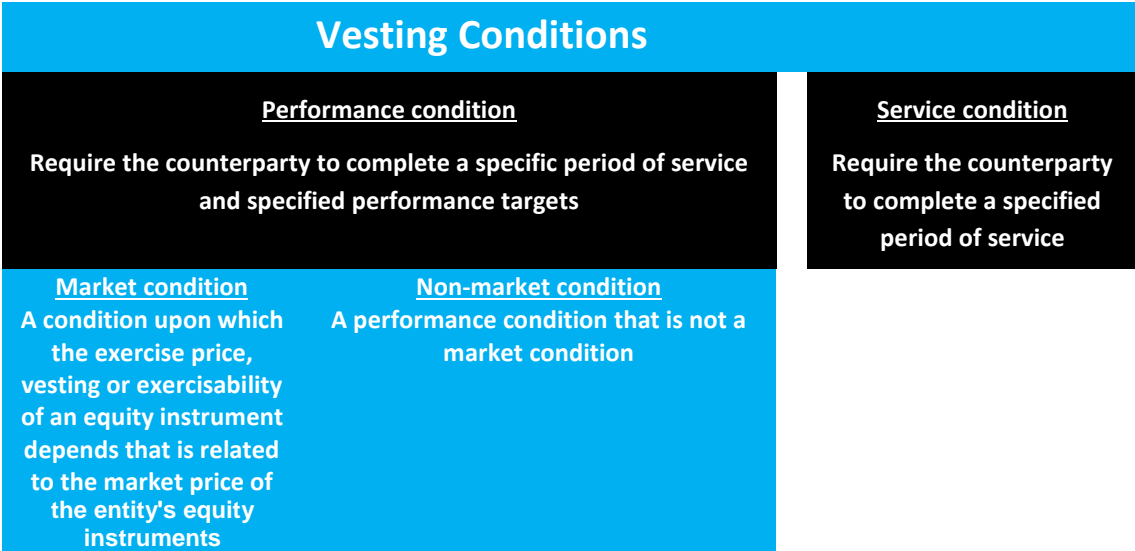 Vesting Conditions
Performance condition
Require the counterparty to complete a specific period of service
and specified performance targets
Service condition
Require the counterparty
to complete a specified
period of service
Market condition
A condition upon which
the exercise price,
vesting or exercisability
of an equity instrument
depends that is related
to the market price of
the entity's equity
instruments
Non-market condition
A performance condition that is not a
market condition